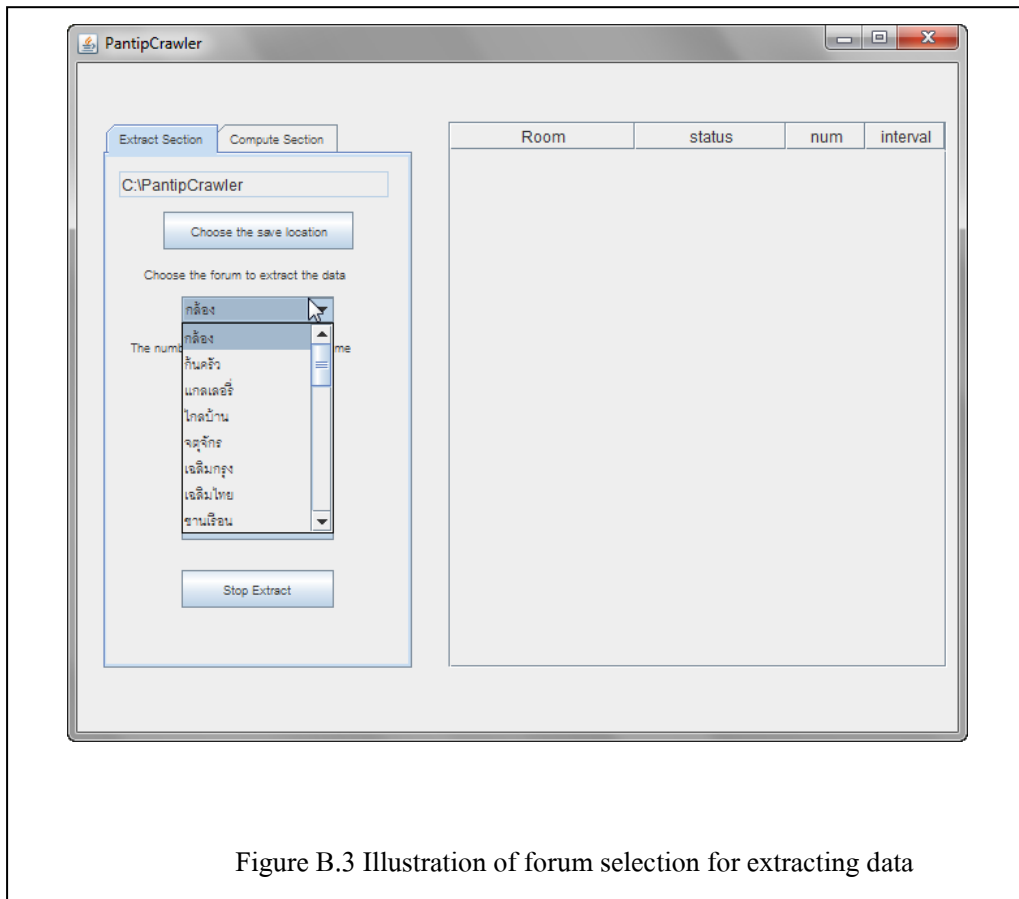 PantipCrawler
Extract Section
Compute Section
C:\PantipCrawler
Choose the save location
Choose the forum to extract the data
กล้อง
The numb
me
กล้อง
ก้นครัว
แกลเลอรี่
ไกลบ้าน
จตุจักร
เฉลิมกรุง
เฉลิมไทย
ชานเรือน
Stop Extract
Room status num interval
Figure B.3 Illustration of forum selection for extracting data